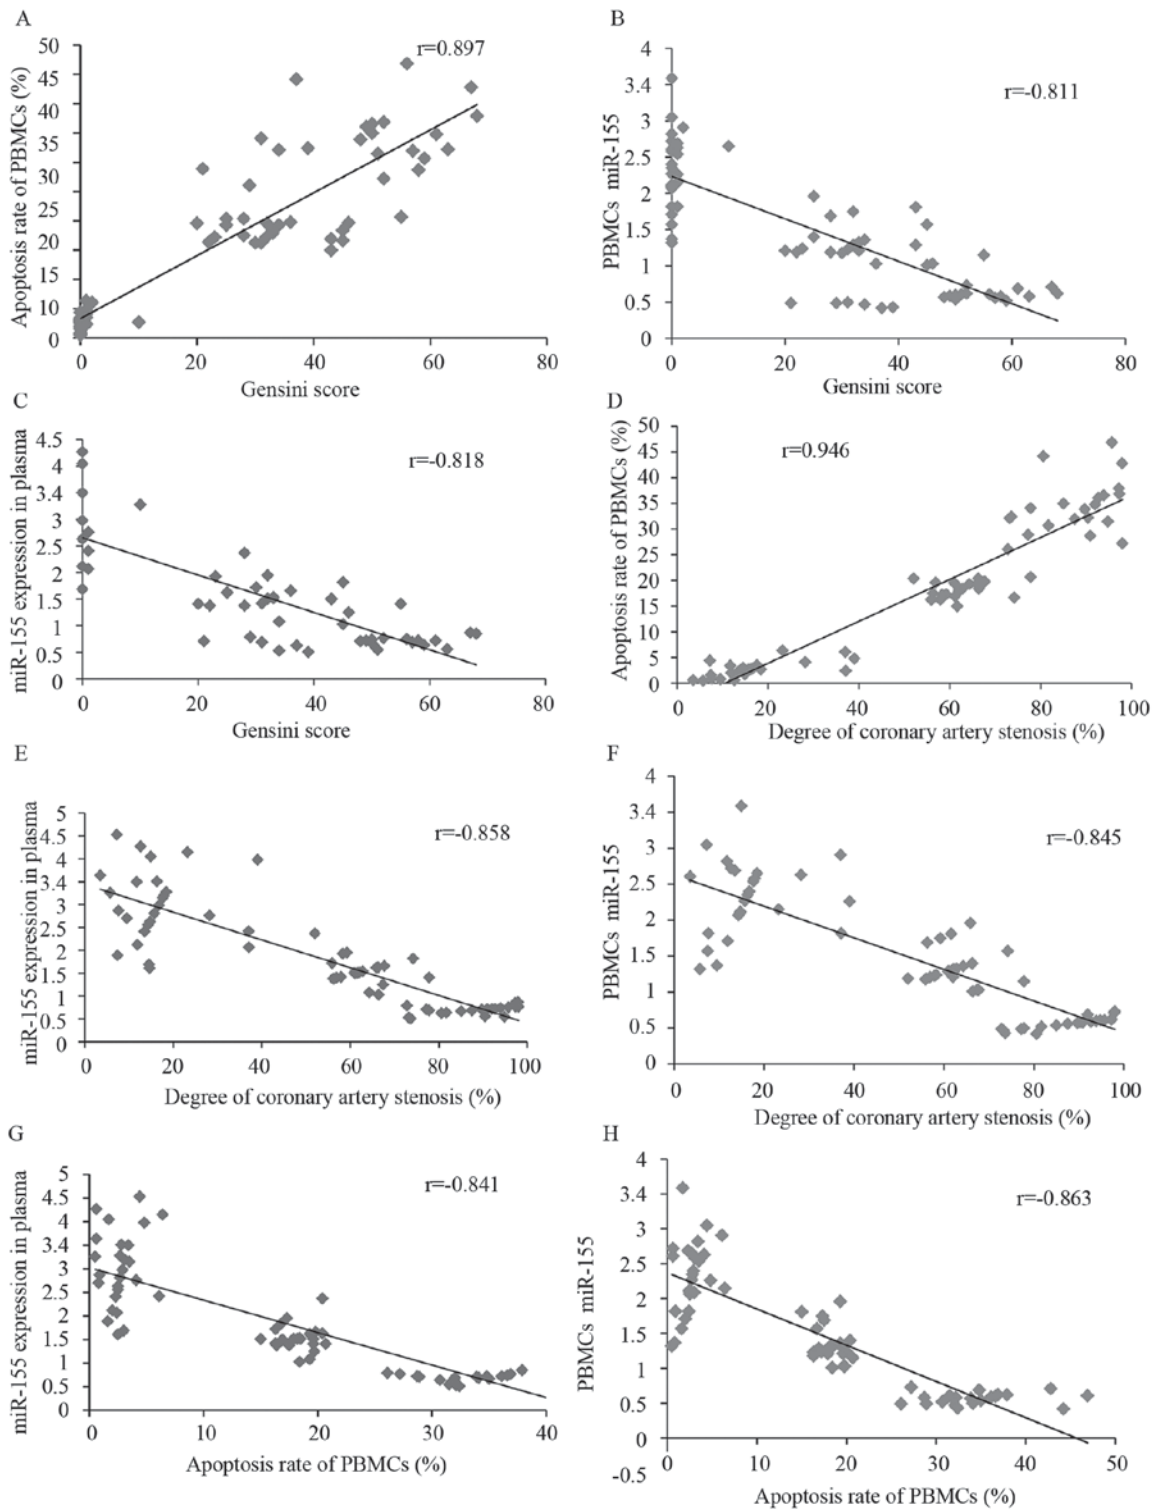 A
Apoptosis rate of PBMCs (%)
50
45
40
35
30
25
20
15
10
0
r=0.897
0 20 40 60 80
Gensini score
B
PBMCs miR-155
4
3.4
3
2.5
2
1.5
1
0.5
0
r=-0.811
0 20 40 60 80
Gensini score
C
miR-155 expression in plasma
4.5
4
3.4
3
2.5
2
1.5
1
0.5
0
r=-0.818
0 20 40 60 80
Gensini score
D
Apoptosis rate of PBMCs (%)
50
45
40
35
30
25
20
15
10
5
0
r=0.946
0 20 40 60 80 100
Degree of coronary artery stenosis (%)
E
miR-155 expression in plasma
5
4.5
4
3.4
3
2.5
2
1.5
1
0.5
0
r=-0.858
0 20 40 60 80 100
Degree of coronary artery stenosis (%)
F
PBMCs miR-155
4
3.4
3
2.5
2
1.5
1
0.5
0
r=-0.845
0 20 40 60 80 100
Degree of coronary artery stenosis (%)
G
miR-155 expression in plasma
5
4.5
4
3.4
3
2.5
2
1.5
1
0.5
0
r=-0.841
0 10 20 30 40
Apoptosis rate of PBMCs (%)
H
PBMCs miR-155
4
3.4
3
2.5
2
1.5
1
0.5
0
-0.5
r=-0.863
0 10 20 30 40 50
Apoptosis rate of PBMCs (%)